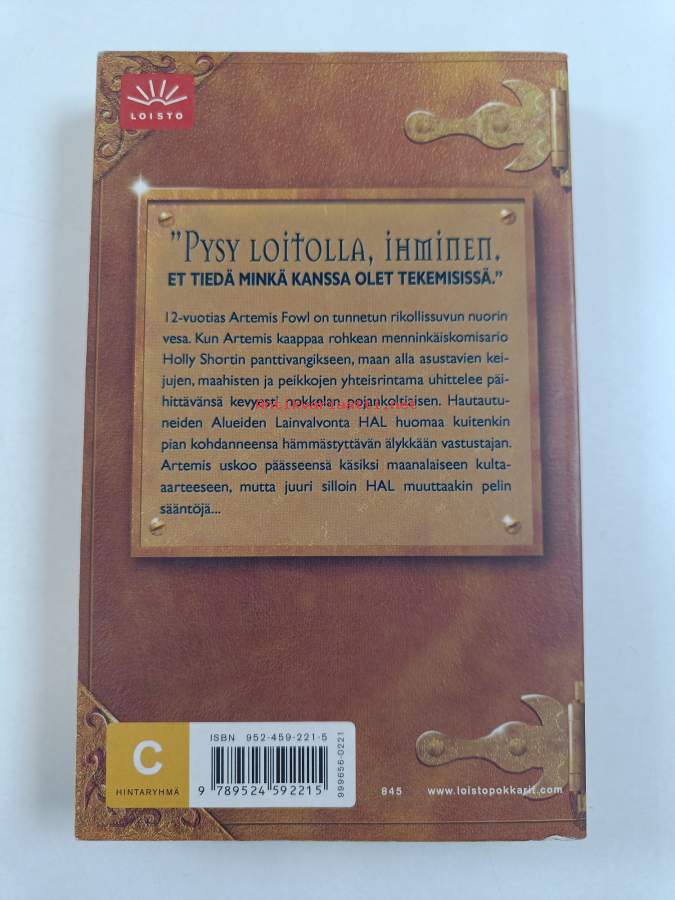 LOISTO
"PYSY LOITOLLA, IHMINEN.
ET TIEDÄ MINKÄ KANSSA OLET TEKEMISISSÄ."
12-vuotias Artemis Fowl on tunnetun rikollissuvun nuorin
vesa. Kun Artemis kaappaa rohkean menninkäiskomisario
Holly Shortin panttivangikseen, maan alla asustavien kei-
jujen, maahisten ja peikkojen yhteisrintama uhittelee päi-
hittävänsä kevyesti nokkelan pojankoltiaisen. Hautautu-
neiden Alueiden Lainvalvonta HAL huomaa kuitenkin
pian kohdanneensa hämmästyttävän älykkään vastustajan.
Artemis uskoo päässeensä käsiksi maanalaiseen kulta-
aarteeseen, mutta juuri silloin HAL muuttaakin pelin
sääntöjä...
C
HINTARYHMÄ
ISBN 952-459-221-5
9 789524 592215
999656-0221
845 www.loistopokkarit.com